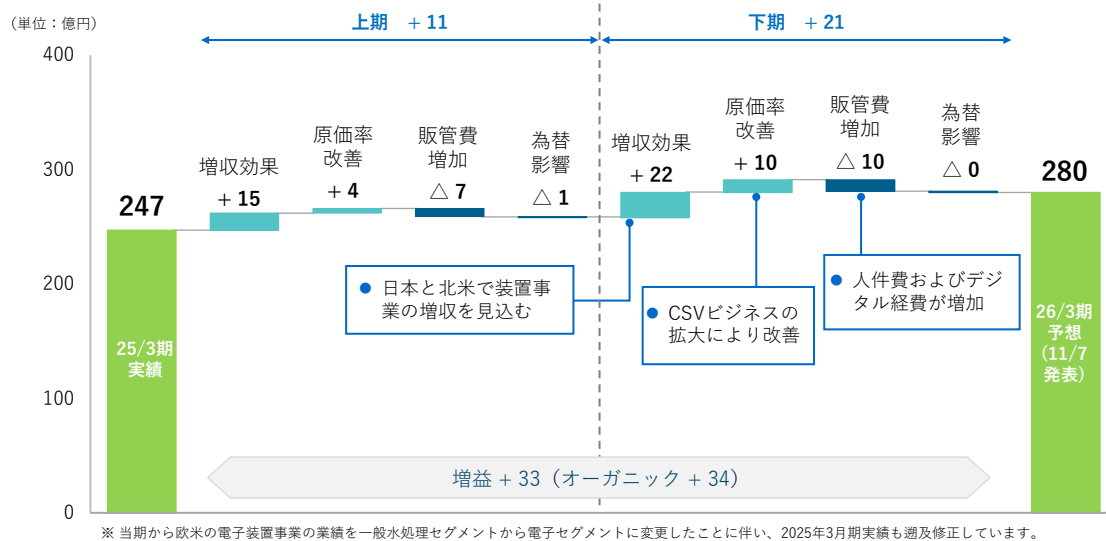 （単位：億円）
上期　+ 11
下期　+ 21
400
300
200
100
0
247
25/3期
実績
増収効果
+ 15
原価率
改善
+ 4
販管費
増加
△ 7
為替
影響
△ 1
増収効果
+ 22
原価率
改善
+ 10
販管費
増加
△ 10
為替
影響
△ 0
280
26/3期
予想
（11/7
発表）
● 日本と北米で装置事
業の増収を見込む
● CSVビジネスの
拡大により改善
● 人件費およびデジ
タル経費が増加
増益 + 33（オーガニック + 34）
※ 当期から欧米の電子装置事業の業績を一般水処理セグメントから電子セグメントに変更したことに伴い、2025年3月期実績も遡及修正しています。